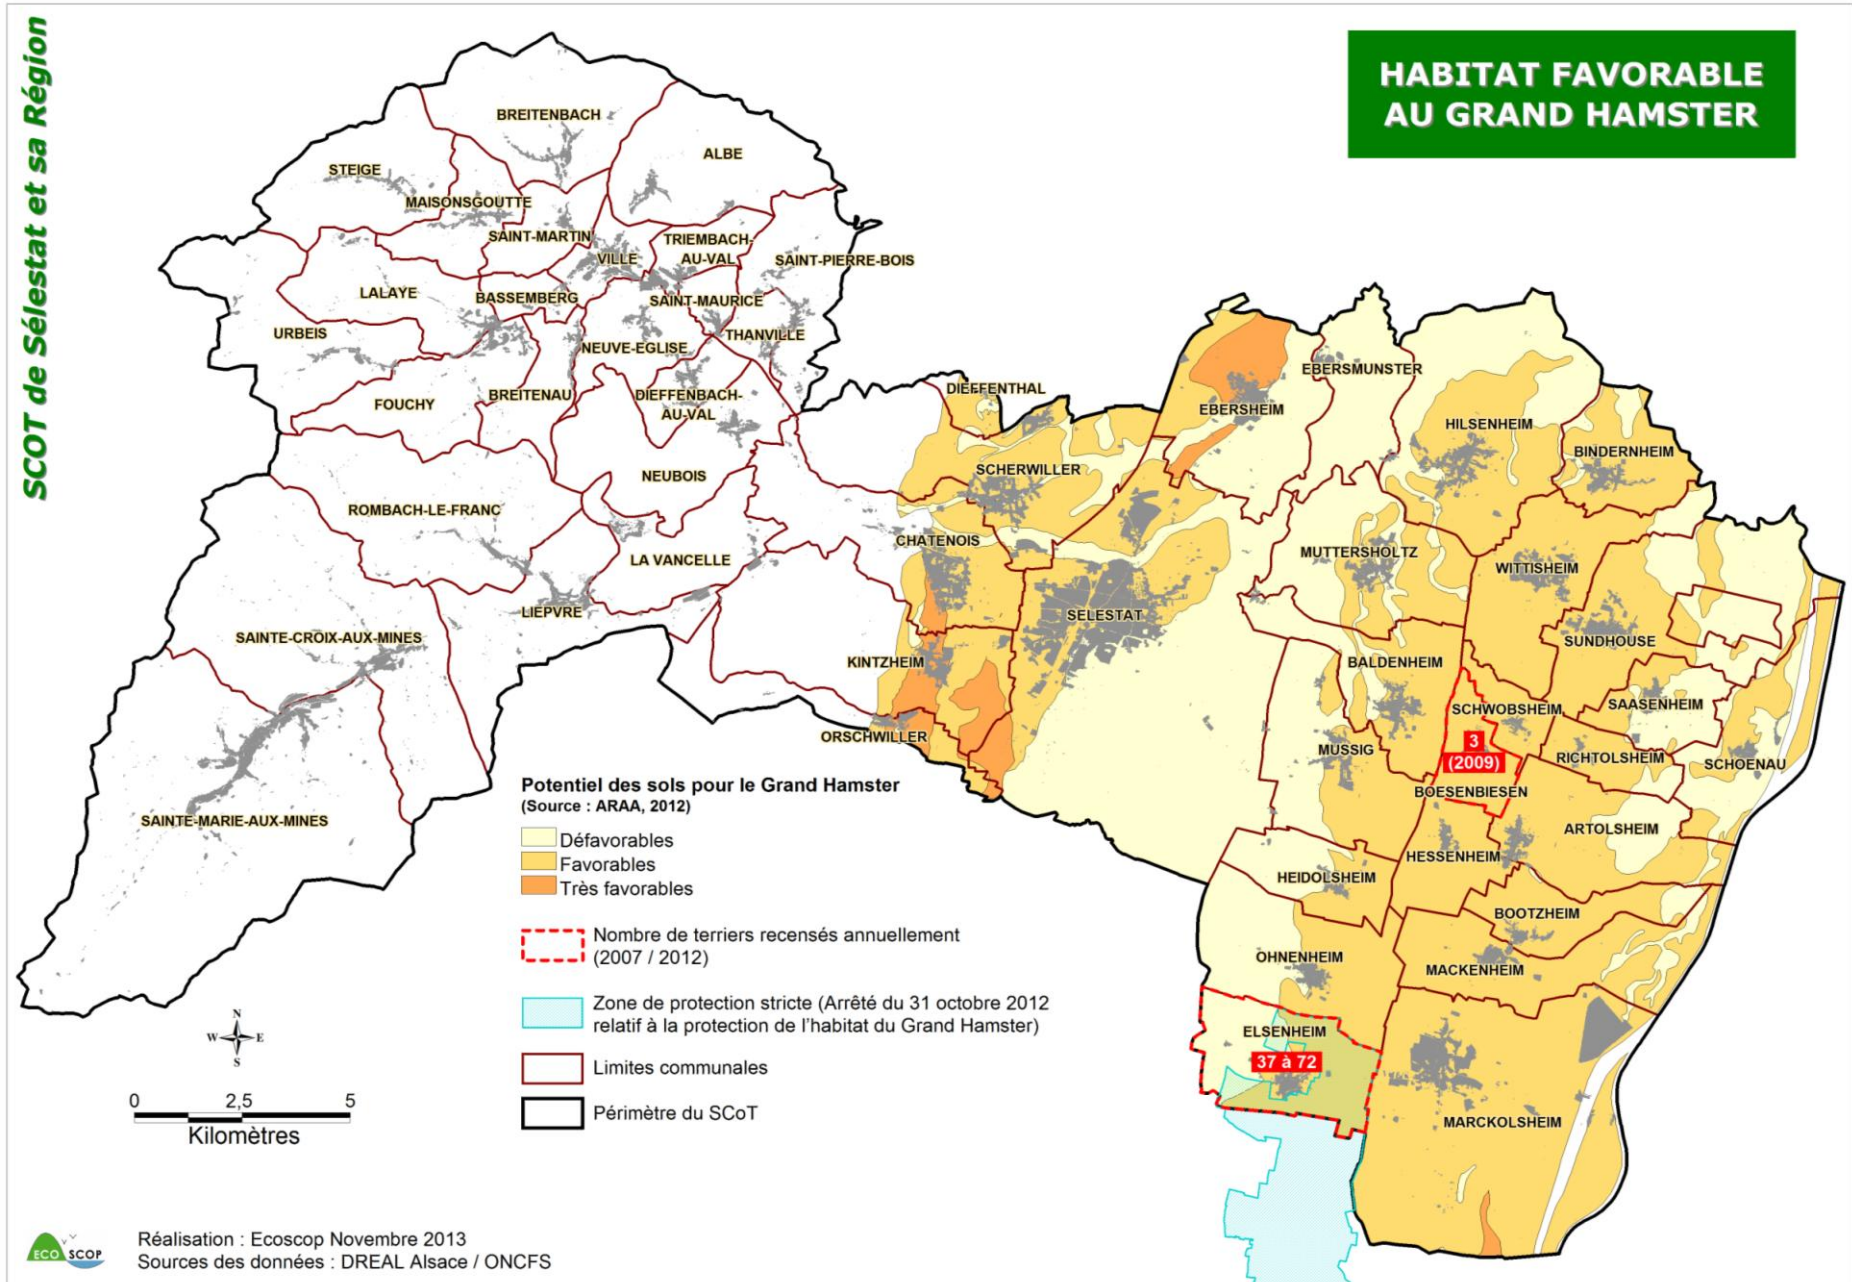 SCOT de Sélestat et sa Région
HABITAT FAVORABLE
AU GRAND HAMSTER
BREITENBACH
ALBE
STEIGE
MAISONSGOUTTE
SAINT-MARTIN
VILLE
TRIEMBACH-
AU-VAL
SAINT-PIERRE-BOIS
LALAYE
BASSEMBERG
SAINT-MAURICE
URBEIS
THANVILLE
NEUVE-EGLISE
FOUCHY
BREITENAU
DIEFFENBACH-
AU-VAL
NEUBOIS
ROMBACH-LE-FRANC
LA VANCELLE
LIEPVRE
SAINTE-CROIX-AUX-MINES
SAINTE-MARIE-AUX-MINES
DIEFFENTHAL
SCHERWILLER
CHATENOIS
SELESTAT
KINTZHEIM
ORSCHWILLER
EBERSHEIM
EBERSMUNSTER
HILSENHEIM
BINDERNHEIM
MUTTERSHOLTZ
WITTISHEIM
SUNDHOUSE
BALDENHEIM
SCHWOBSHEIM
SAASENHEIM
MUSSIG
3
(2009)
RICHTOLSHEIM
SCHOENAU
BOESENBIESEN
ARTOLSHEIM
HESSENHEIM
HEIDOLSHEIM
BOOTZHEIM
OHNENHEIM
MACKENHEIM
ELSENHEIM
37 à 72
MARCKOLSHEIM
Potentiel des sols pour le Grand Hamster
(Source : ARAA, 2012)
Défavorables
Favorables
Très favorables
Nombre de terriers recensés annuellement
(2007 / 2012)
Zone de protection stricte (Arrêté du 31 octobre 2012
relatif à la protection de l'habitat du Grand Hamster)
Limites communales
Périmètre du SCoT
N
W E
S
0 2,5 5
Kilomètres
ECO SCOP
Réalisation : Ecoscop Novembre 2013
Sources des données : DREAL Alsace / ONCFS